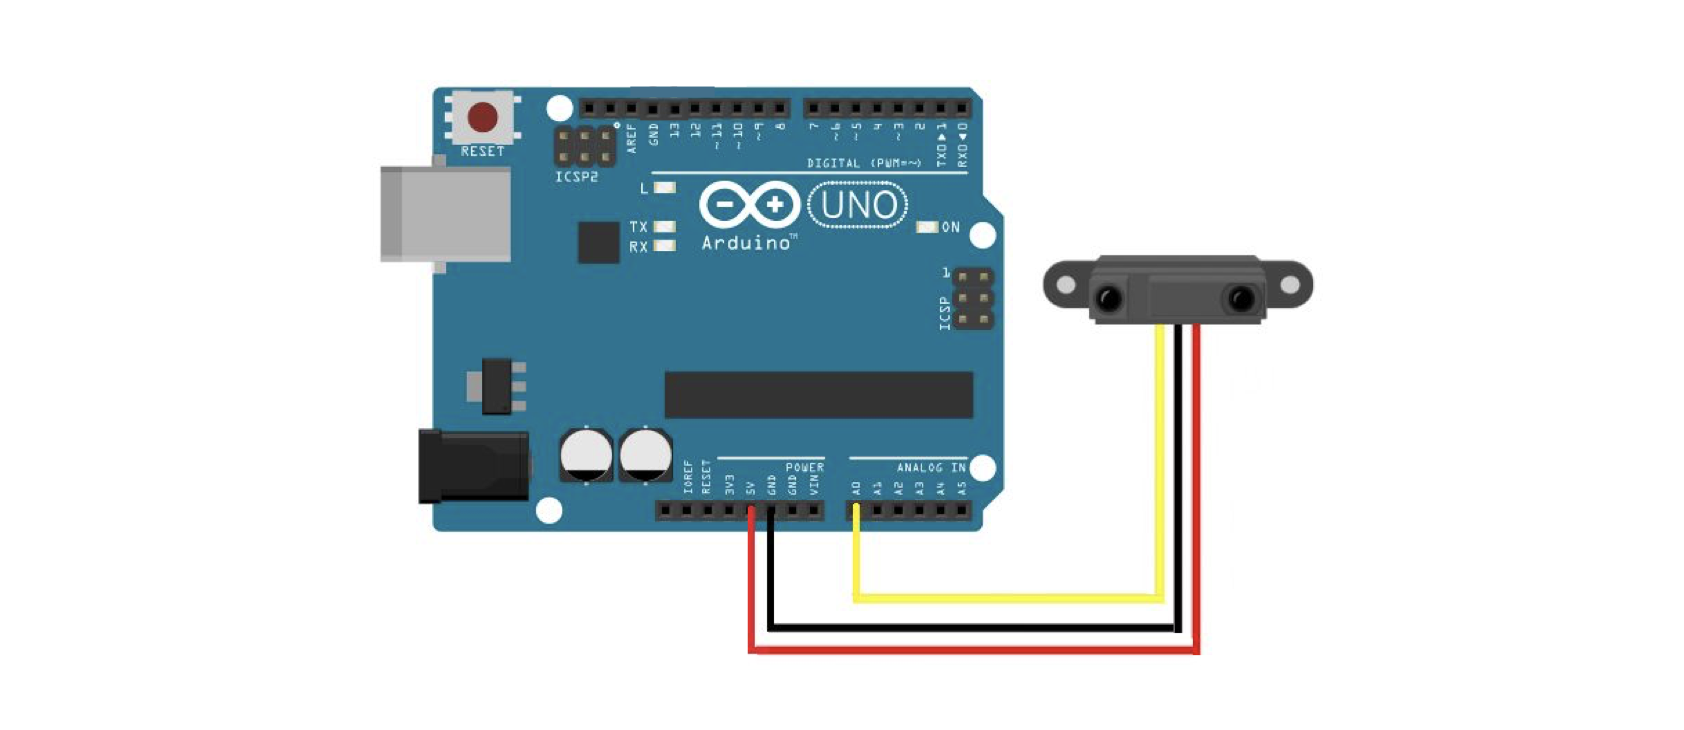 RESET
ICSP2
AREF
GND
13
12
~11
~10
~9
8
7
~6
~5
4
~3
2
TX0▶1
RX0◀0
DIGITAL (PWM=~)
L
TX
RX
Arduino™
UNO
ON
1
ICSP
POWER
ANALOG IN
IOREF
RESET
3V3
5V
GND
GND
VIN
A0
A1
A2
A3
A4
A5